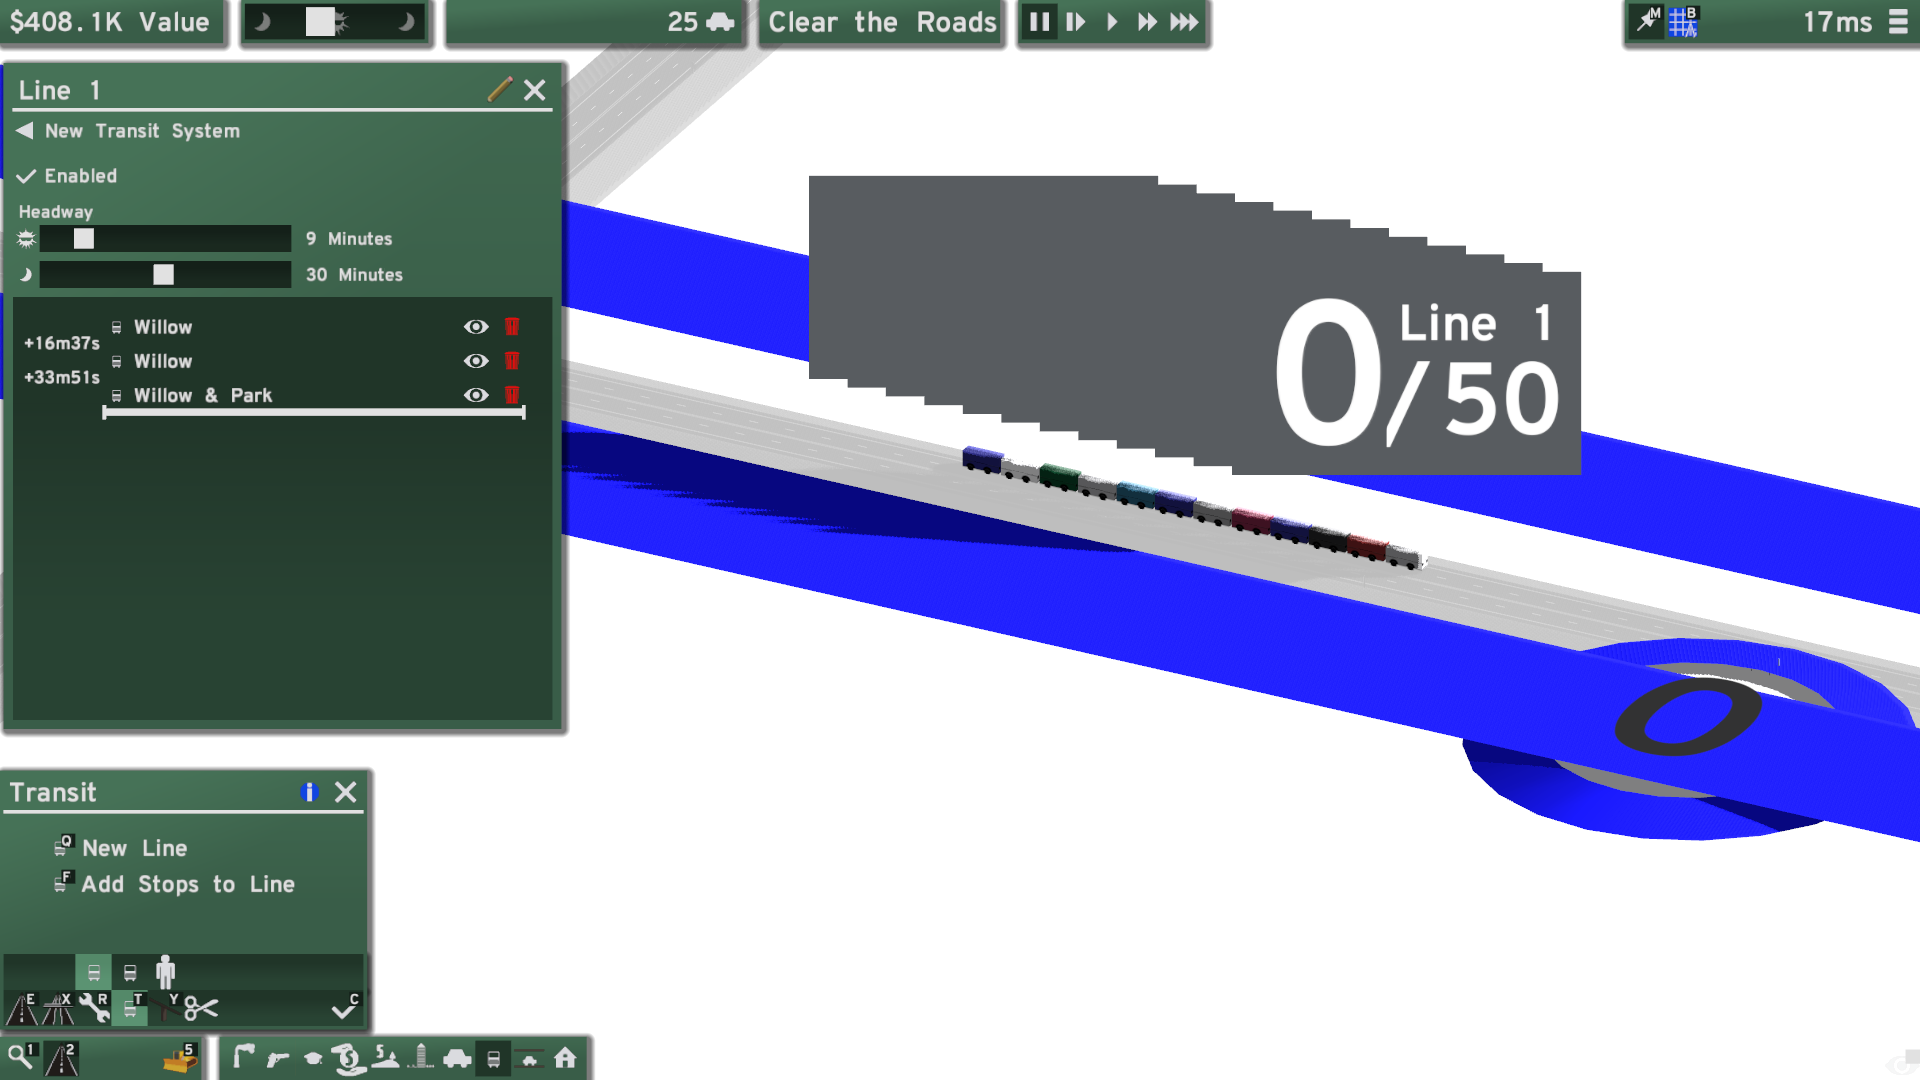 $408.1K Value
25
Clear the Roads
M
B
17ms
Line 1
New Transit System
Enabled
Headway
9 Minutes
30 Minutes
Willow
+16m37s
Willow
+33m51s
Willow & Park
Line 1
0/50
0
Transit
i
Q
New Line
F
Add Stops to Line
E
X
R
T
Y
C
1
2
5